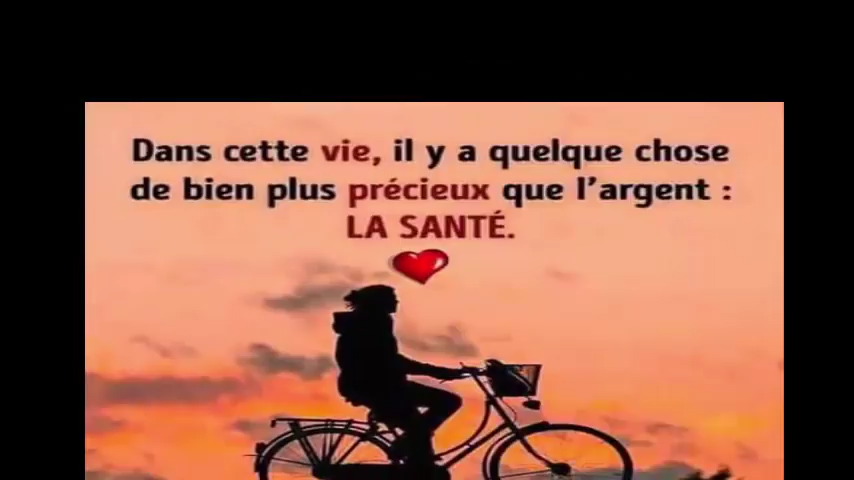 Dans cette vie, il y a quelque chose
de bien plus précieux que l'argent :
LA SANTÉ.